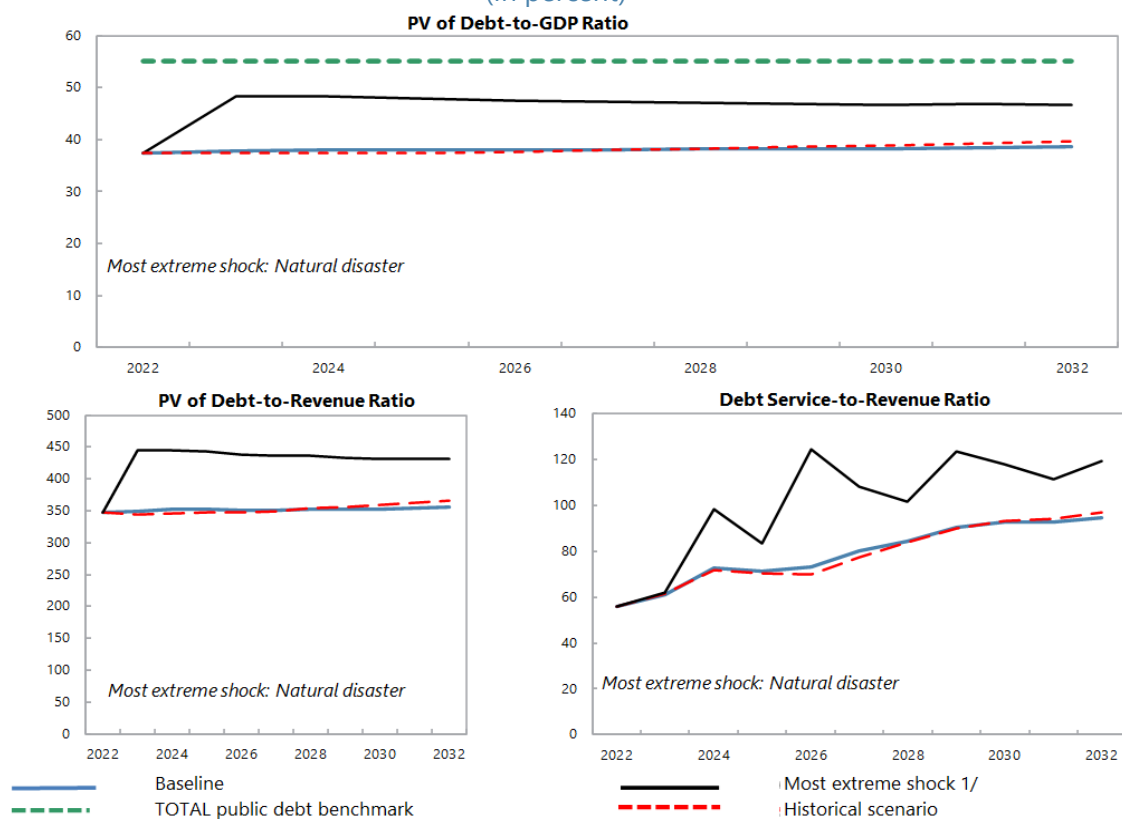 (in percent)
PV of Debt-to-GDP Ratio
60
50
40
30
20
10
0
Most extreme shock: Natural disaster
2022 2024 2026 2028 2030 2032
PV of Debt-to-Revenue Ratio
500
450
400
350
300
250
200
150
100
50
0
Most extreme shock: Natural disaster
2022 2024 2026 2028 2030 2032
Debt Service-to-Revenue Ratio
140
120
100
80
60
40
20
0
Most extreme shock: Natural disaster
2022 2024 2026 2028 2030 2032
Baseline
TOTAL public debt benchmark
Most extreme shock 1/
Historical scenario